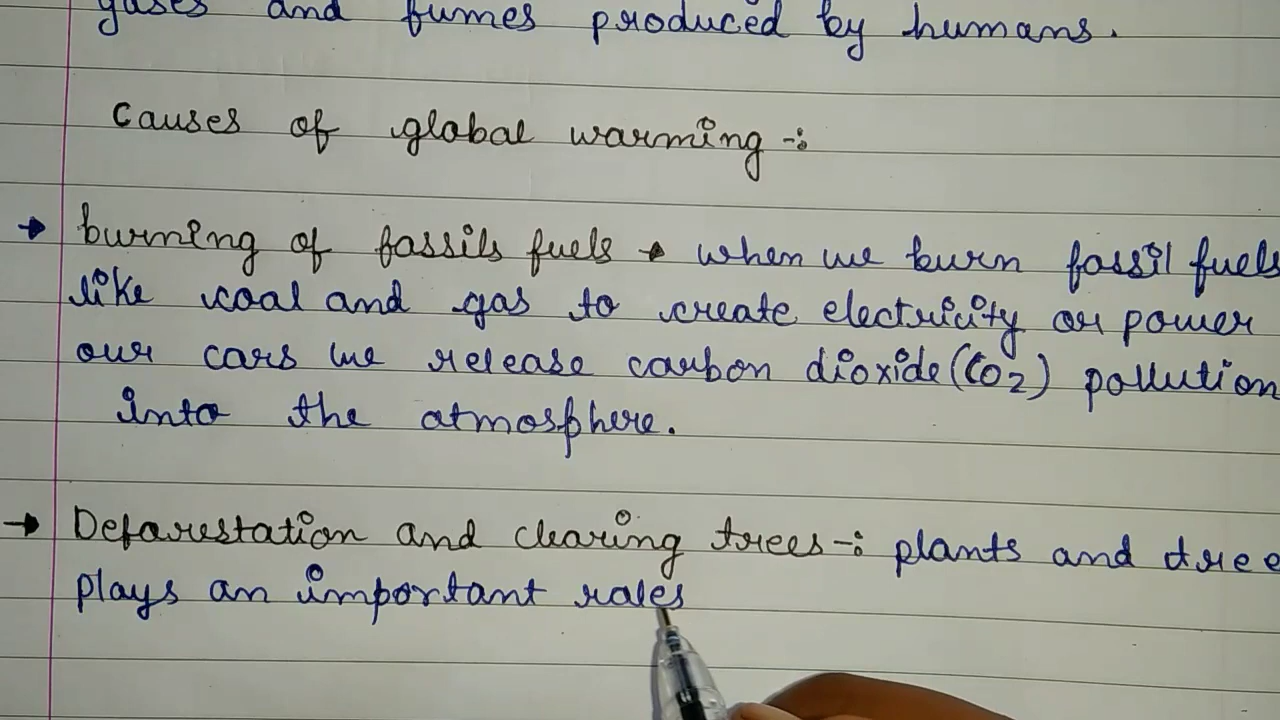 gases and fumes produced by humans.
Causes of global warming -:
→ burning of fassils fuels → when we burn fossil fuels
like coal and gas to create electricity or power
our cars we release carbon dioxide (CO2) pollution
into the atmosphere.
→ Deforestation and clearing trees -: plants and tree
plays an important roles